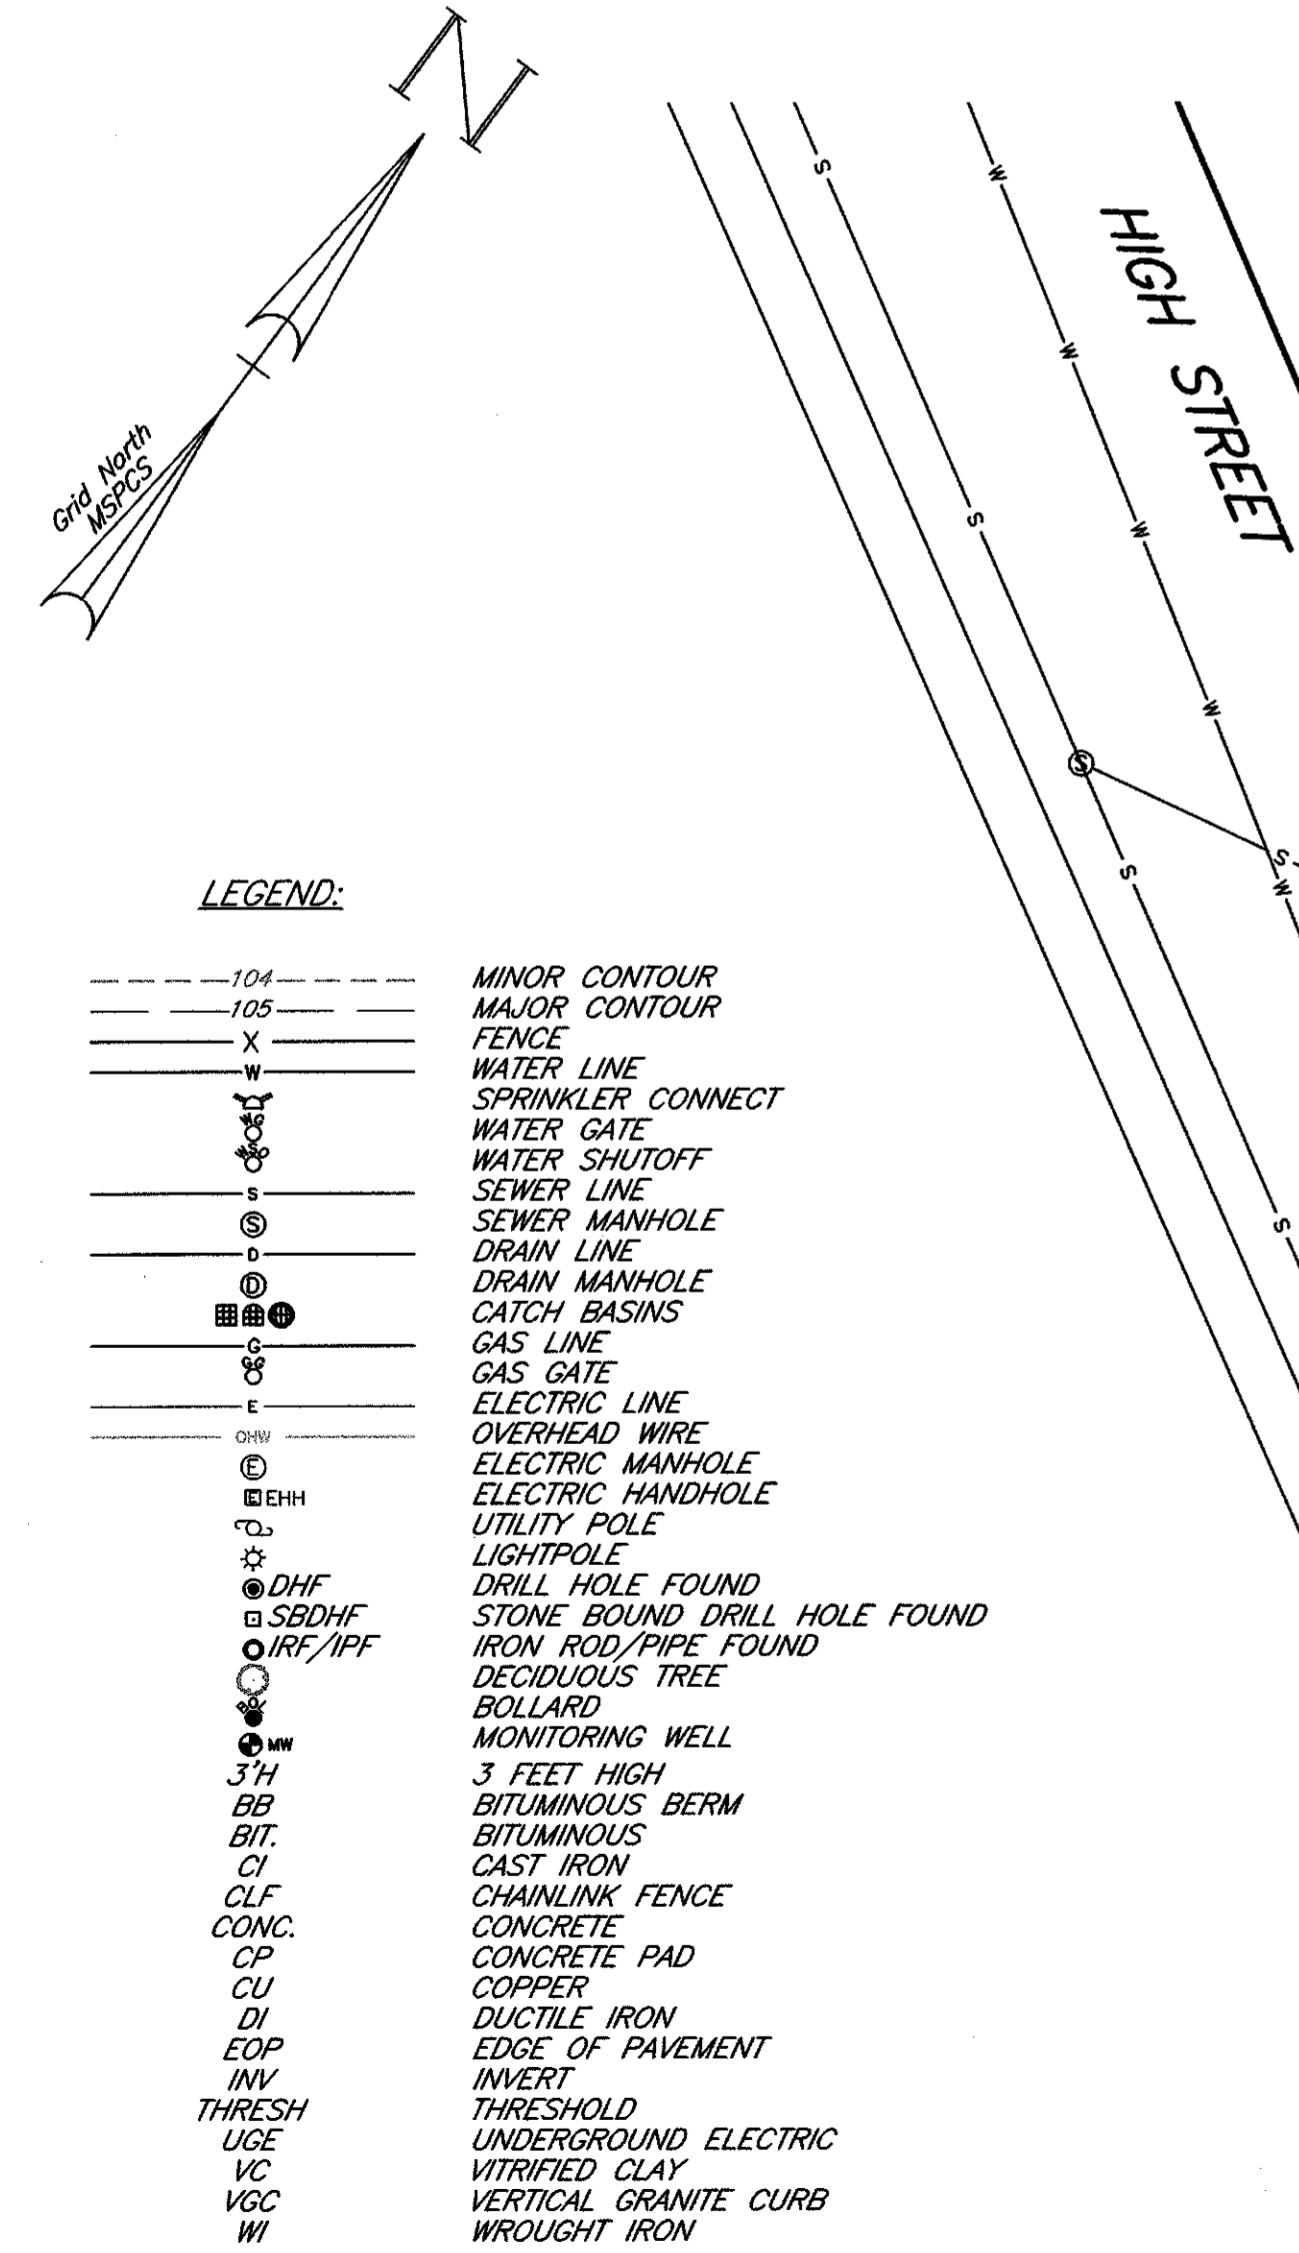 N
Grid North
MSPCS
HIGH STREET
S
W
W
S
W
W
S
S
S
W
S
LEGEND:
104 MINOR CONTOUR
105 MAJOR CONTOUR
X FENCE
W WATER LINE
SPRINKLER CONNECT
WG WATER GATE
WSO WATER SHUTOFF
S SEWER LINE
S SEWER MANHOLE
D DRAIN LINE
D DRAIN MANHOLE
CATCH BASINS
G GAS LINE
GG GAS GATE
E ELECTRIC LINE
OHW OVERHEAD WIRE
E ELECTRIC MANHOLE
E EHH ELECTRIC HANDHOLE
UTILITY POLE
LIGHTPOLE
DHF DRILL HOLE FOUND
SBDHF STONE BOUND DRILL HOLE FOUND
IRF/IPF IRON ROD/PIPE FOUND
DECIDUOUS TREE
BOL BOLLARD
MW MONITORING WELL
3'H 3 FEET HIGH
BB BITUMINOUS BERM
BIT. BITUMINOUS
CI CAST IRON
CLF CHAINLINK FENCE
CONC. CONCRETE
CP CONCRETE PAD
CU COPPER
DI DUCTILE IRON
EOP EDGE OF PAVEMENT
INV INVERT
THRESH THRESHOLD
UGE UNDERGROUND ELECTRIC
VC VITRIFIED CLAY
VGC VERTICAL GRANITE CURB
WI WROUGHT IRON